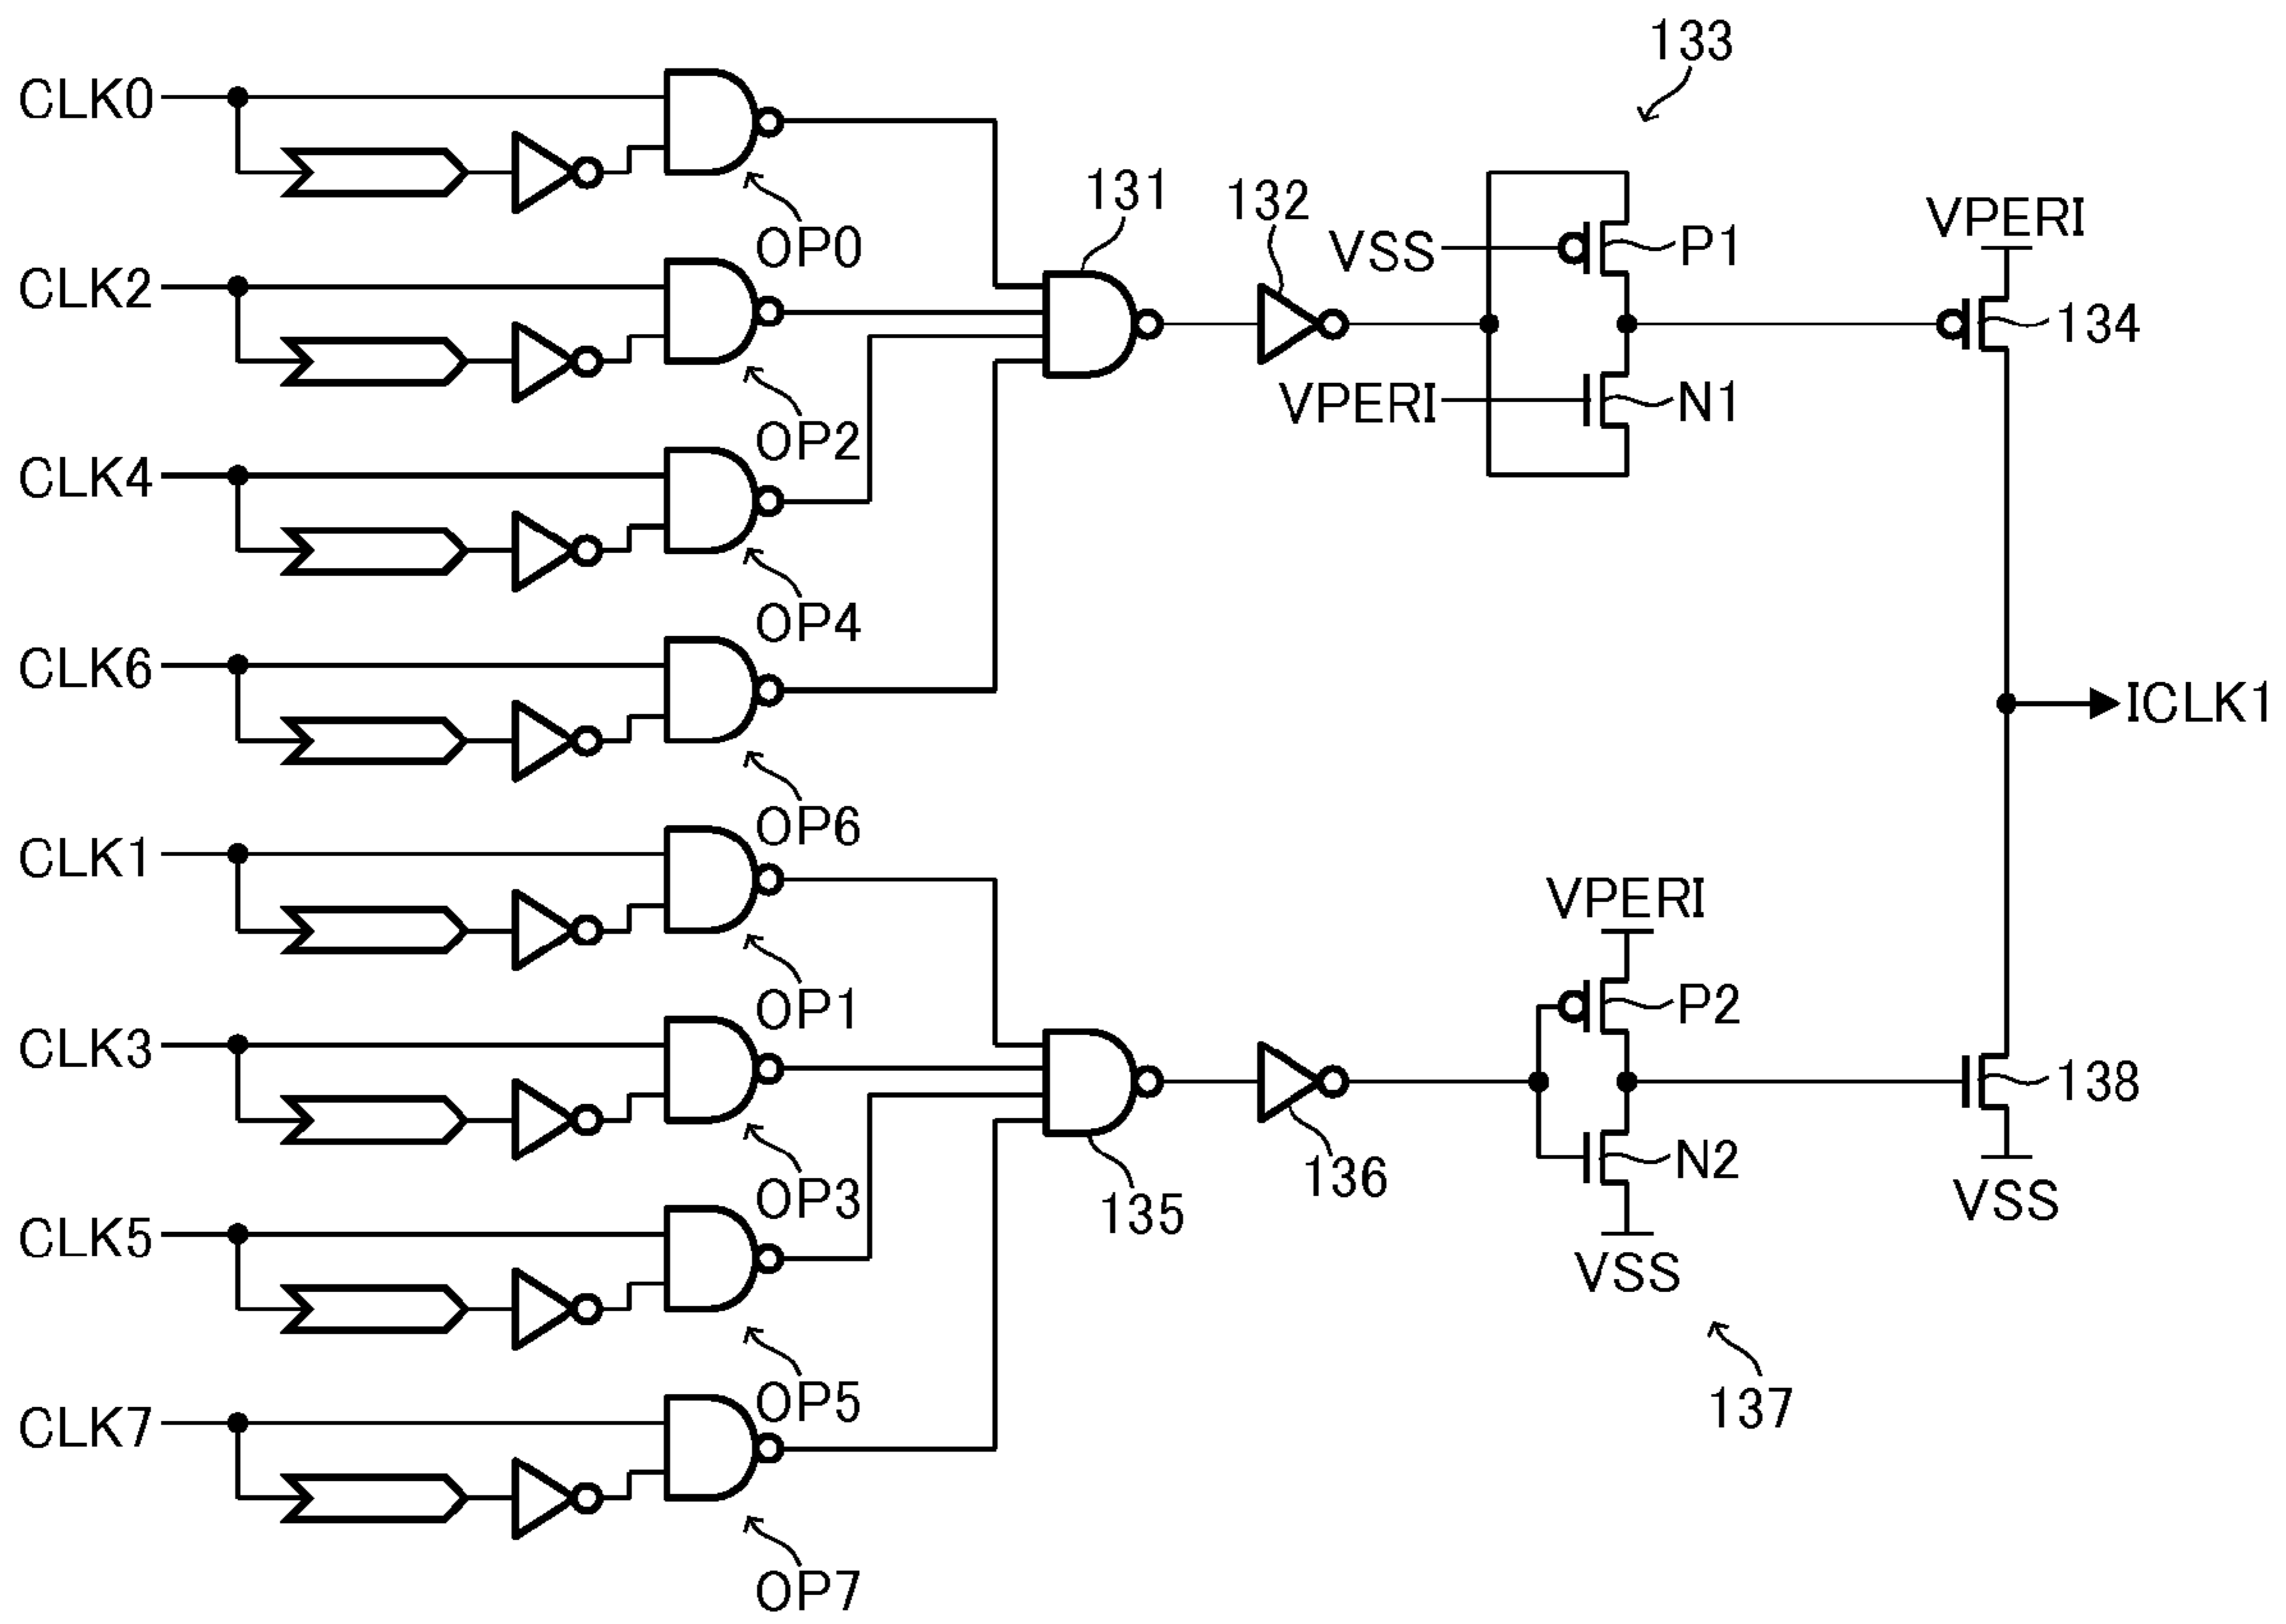 133
CLK0
131
132
VPERI
VSS
P1
OP0
CLK2
134
VPERI
N1
OP2
CLK4
OP4
CLK6
ICLK1
OP6
CLK1
VPERI
OP1
P2
CLK3
138
136
N2
OP3
135
VSS
CLK5
VSS
OP5
137
CLK7
OP7